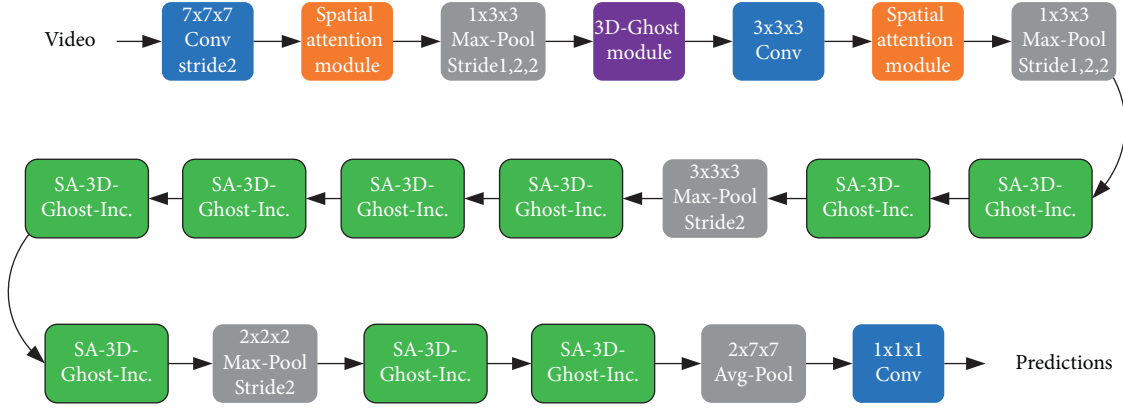 Video
7x7x7
Conv
stride2
Spatial
attention
module
1x3x3
Max-Pool
Stride1,2,2
3D-Ghost
module
3x3x3
Conv
Spatial
attention
module
1x3x3
Max-Pool
Stride1,2,2
SA-3D-
Ghost-Inc.
SA-3D-
Ghost-Inc.
SA-3D-
Ghost-Inc.
SA-3D-
Ghost-Inc.
3x3x3
Max-Pool
Stride2
SA-3D-
Ghost-Inc.
SA-3D-
Ghost-Inc.
SA-3D-
Ghost-Inc.
2x2x2
Max-Pool
Stride2
SA-3D-
Ghost-Inc.
SA-3D-
Ghost-Inc.
2x7x7
Avg-Pool
1x1x1
Conv
Predictions